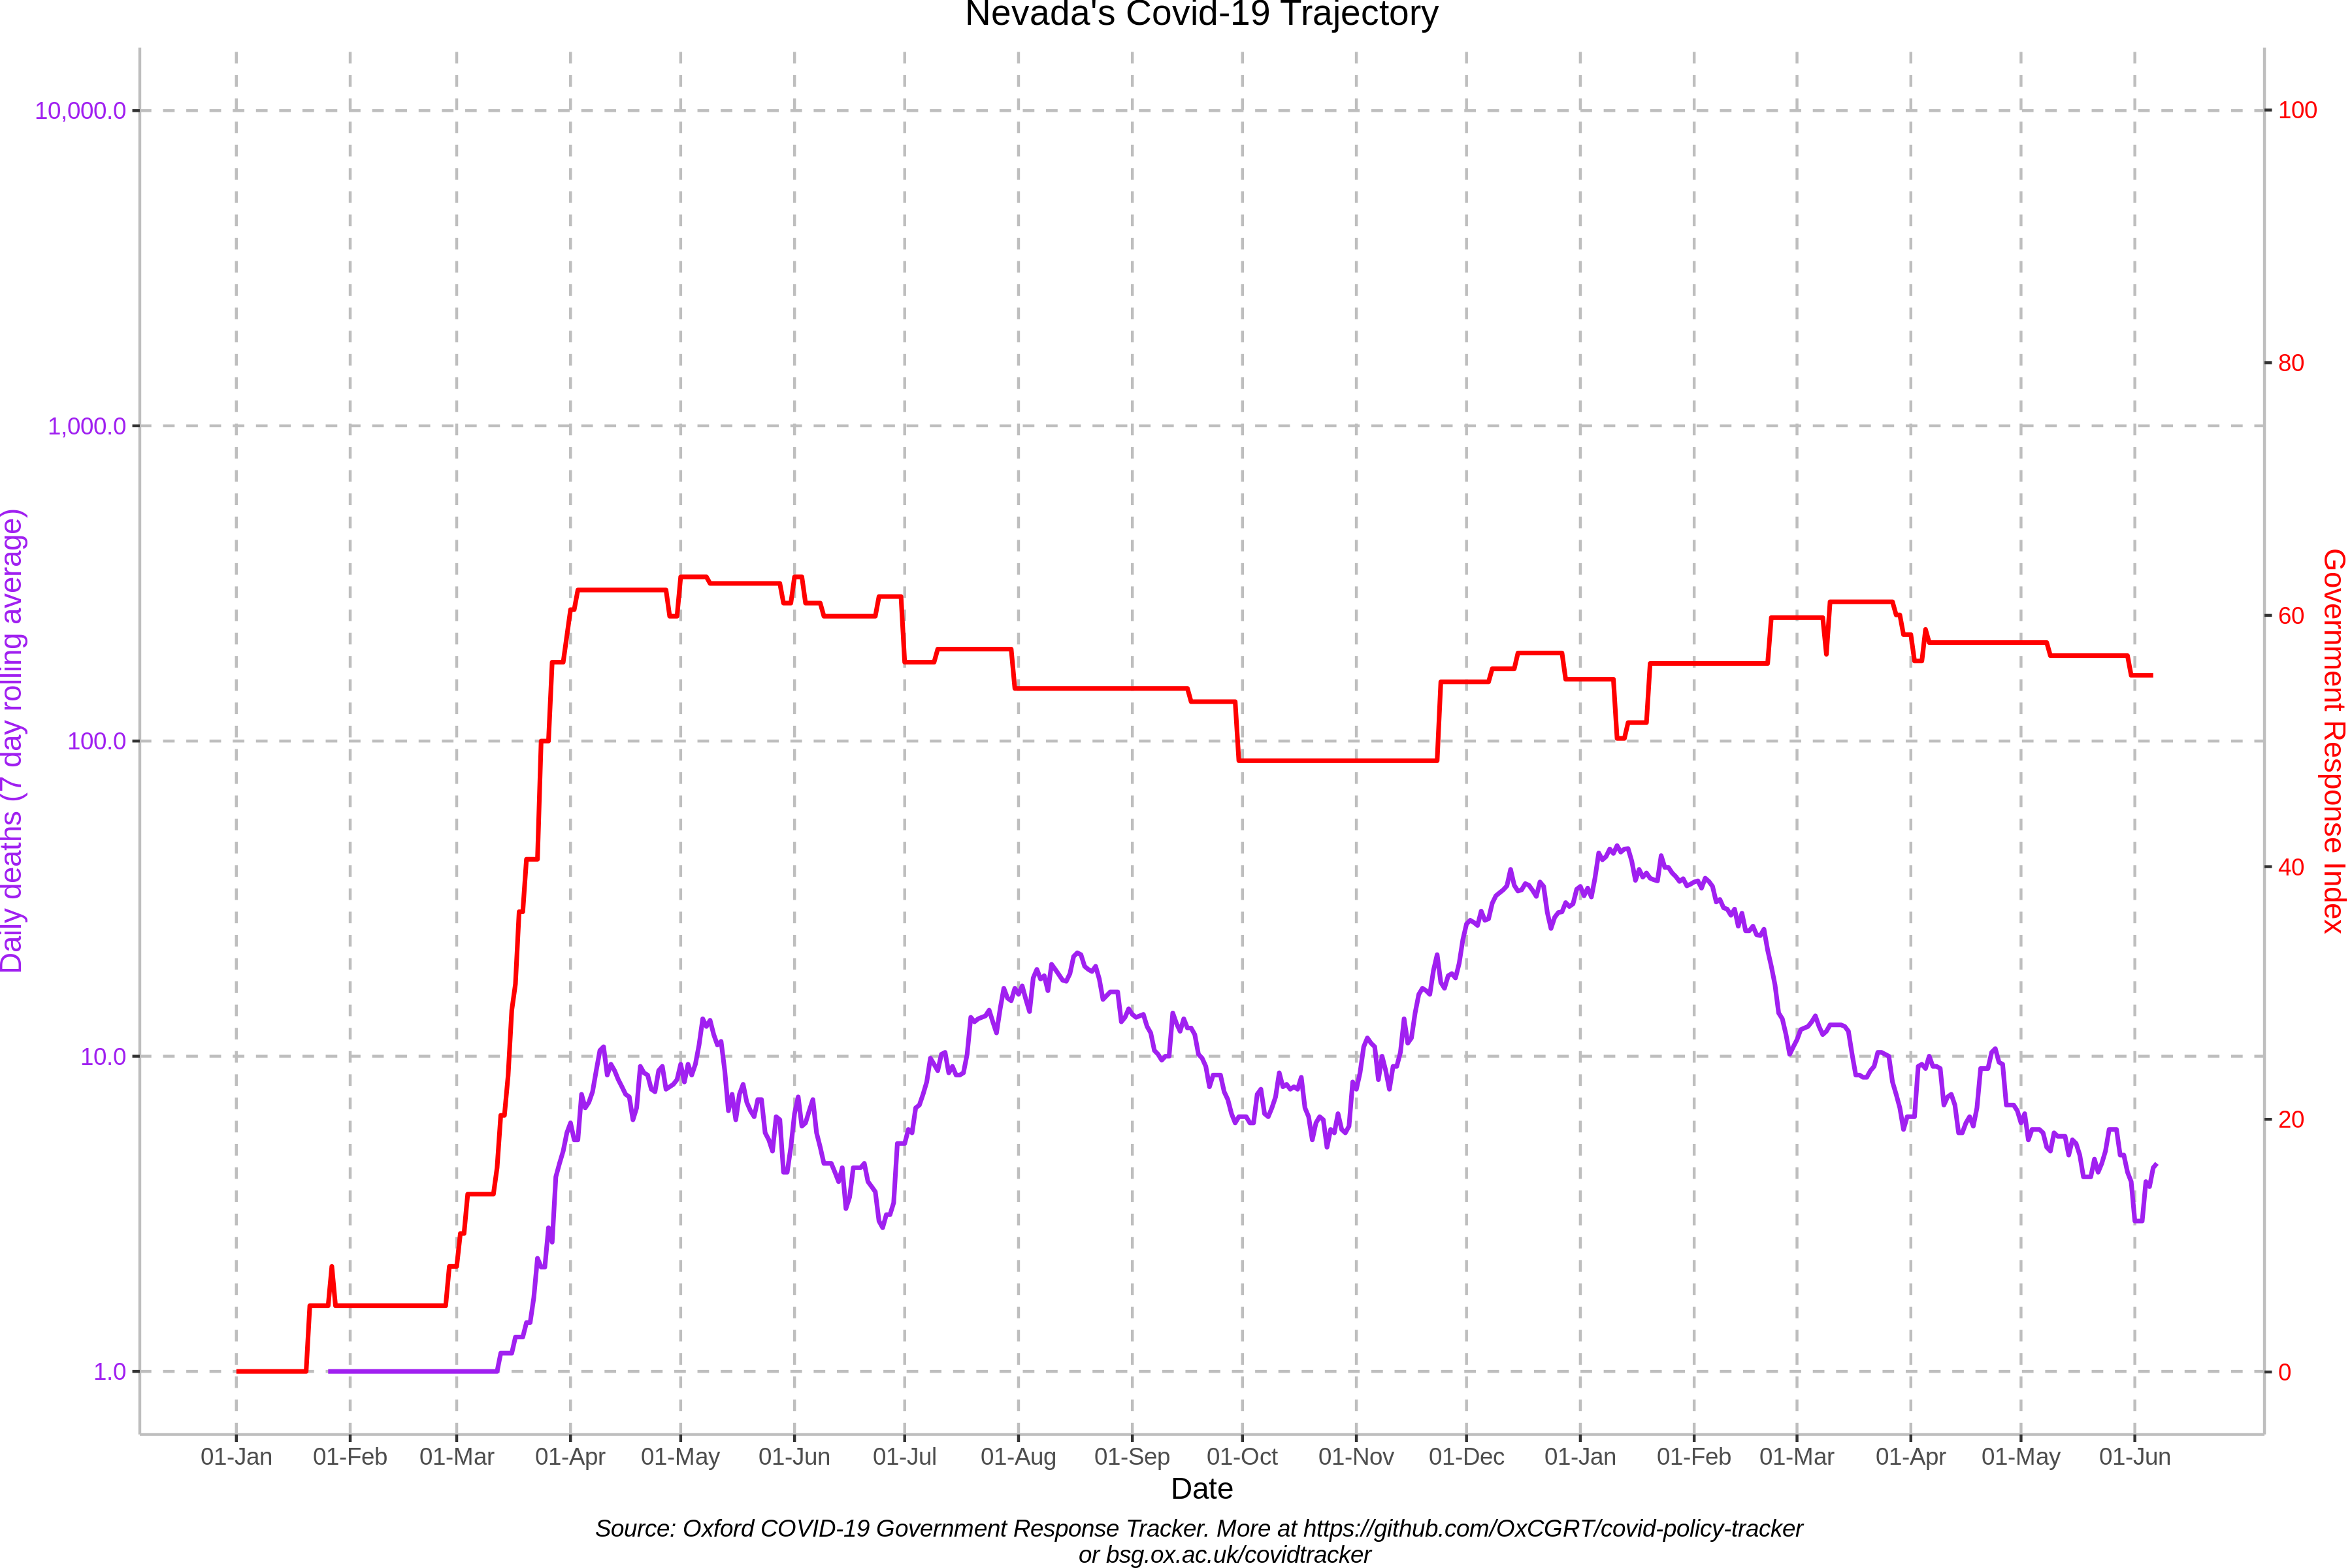 Nevada's Covid-19 Trajectory
10,000.0
1,000.0
100.0
10.0
1.0
Daily deaths (7 day rolling average)
100
80
60
40
20
0
Government Response Index
01-Jan 01-Feb 01-Mar 01-Apr 01-May 01-Jun 01-Jul 01-Aug 01-Sep 01-Oct 01-Nov 01-Dec 01-Jan 01-Feb 01-Mar 01-Apr 01-May 01-Jun
Date
Source: Oxford COVID-19 Government Response Tracker. More at https://github.com/OxCGRT/covid-policy-tracker
or bsg.ox.ac.uk/covidtracker